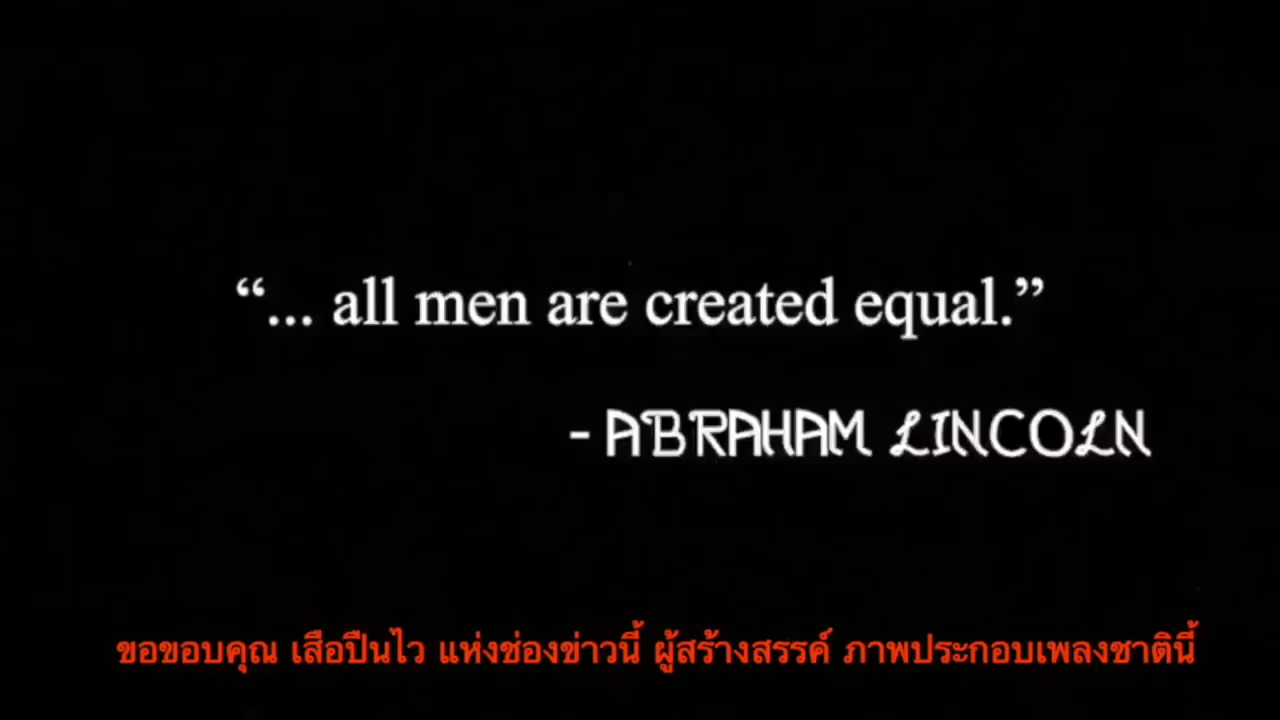 “... all men are created equal.”
- ABRAHAM LINCOLN
ขอขอบคุณ เสือปืนไว แห่งช่องข่าวนี้ ผู้สร้างสรรค์ ภาพประกอบเพลงชาตินี้